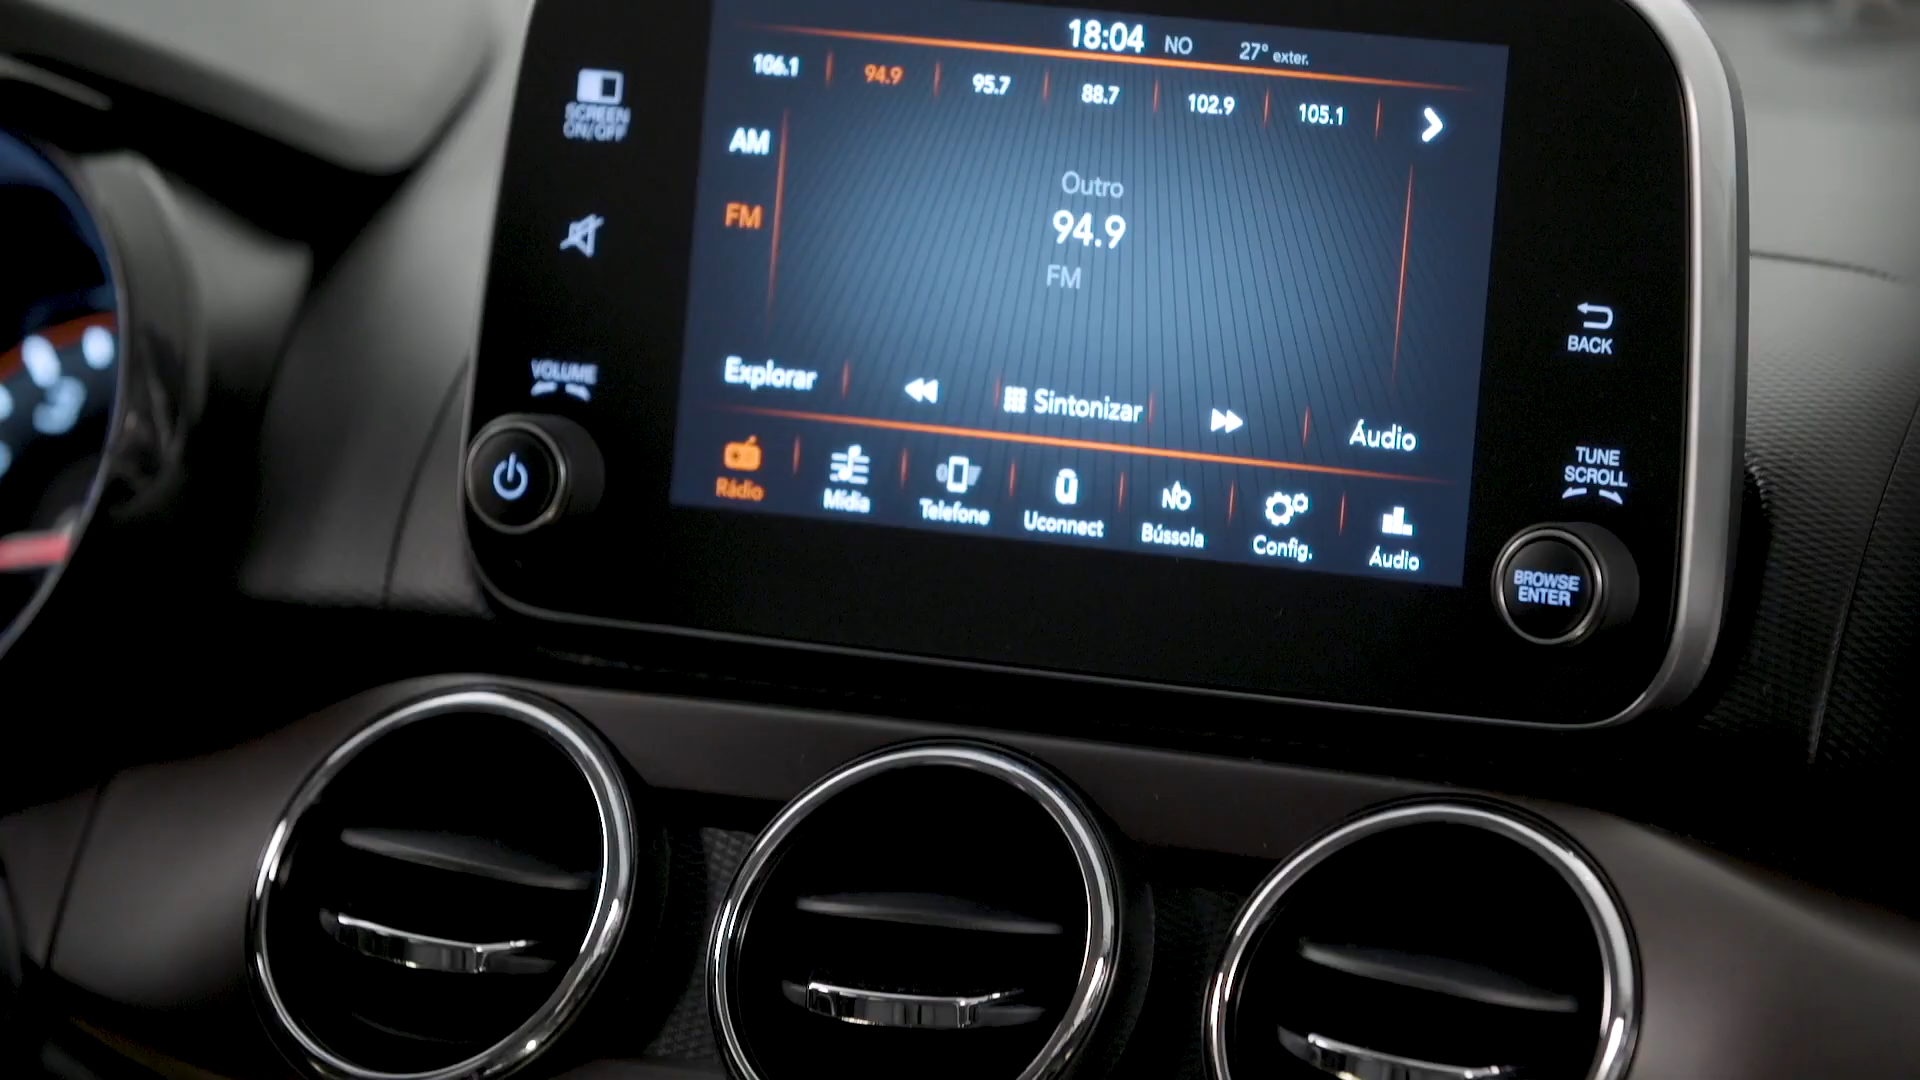 18:04 NO 27° exter.
106.1 94.9 95.7 88.7 102.9 105.1
SCREEN
ON/OFF
AM
FM
Outro
94.9
FM
VOLUME
BACK
Explorar Sintonizar Áudio
TUNE
SCROLL
NO
Rádio Mídia Telefone Uconnect Bússola Config. Áudio
BROWSE
ENTER